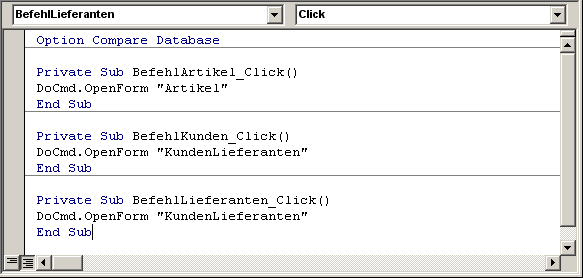 BefehlLieferanten
Click
Option Compare Database
Private Sub BefehlArtikel_Click()
DoCmd.OpenForm "Artikel"
End Sub
Private Sub BefehlKunden_Click()
DoCmd.OpenForm "KundenLieferanten"
End Sub
Private Sub BefehlLieferanten_Click()
DoCmd.OpenForm "KundenLieferanten"
End Sub